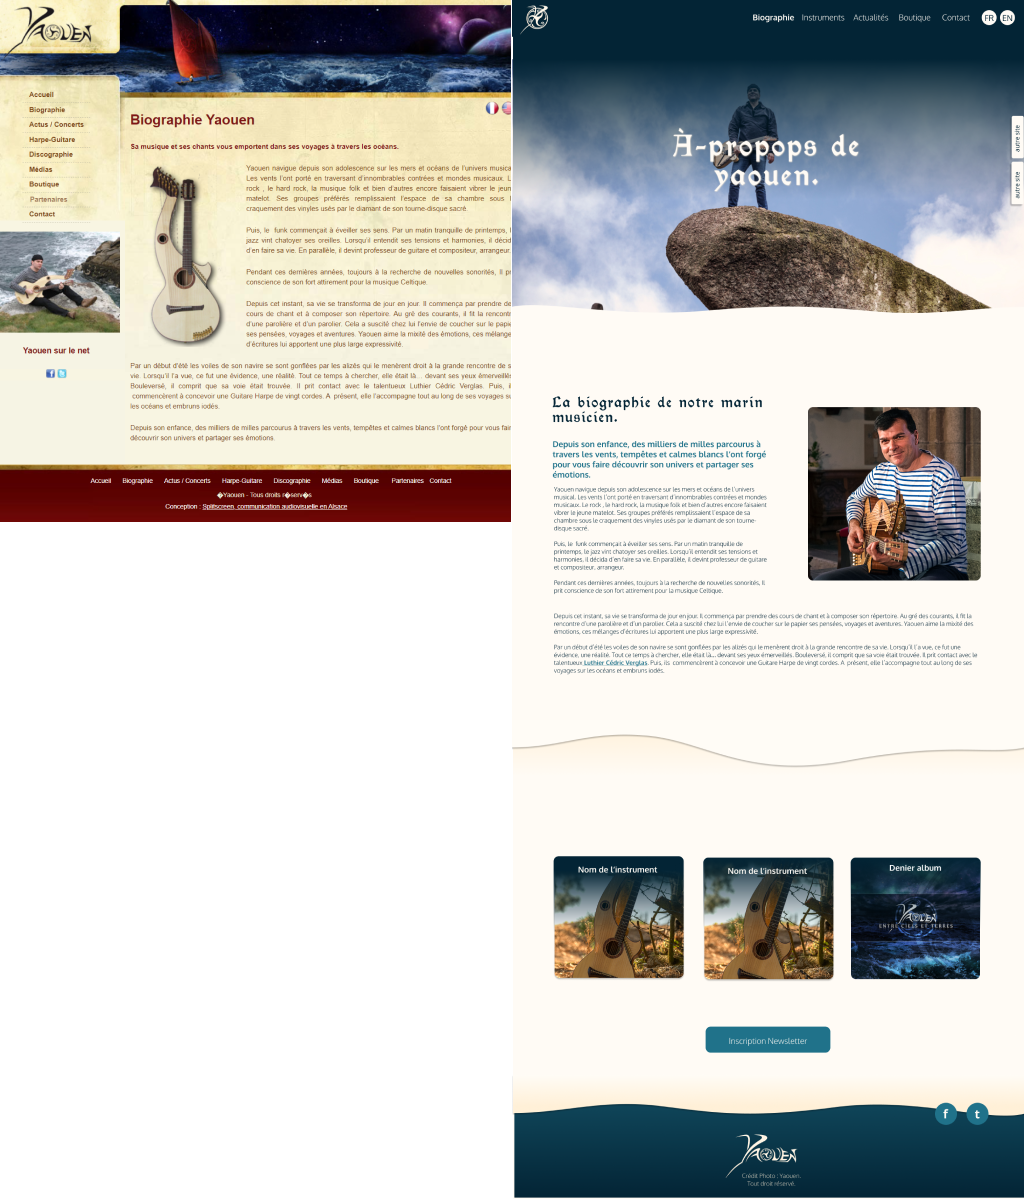 YAOUEN
Accueil
Biographie
Actus / Concerts
Harpe-Guitare
Discographie
Médias
Boutique
Partenaires
Contact
Yaouen sur le net
Biographie Yaouen
Sa musique et ses chants vous emportent dans ses voyages à travers les océans.
Yaouen navigue depuis son adolescence sur les mers et océans de l'univers musica
Les vents l'ont porté en traversant d'innombrables contrées et mondes musicaux. L
rock , le hard rock, la musique folk et bien d'autres encore faisaient vibrer le jeun
matelot. Ses groupes préférés remplissaient l'espace de sa chambre sous l
craquement des vinyles usés par le diamant de son tourne-disque sacré.
Puis, le funk commençait à éveiller ses sens. Par un matin tranquille de printemps, l
jazz vint chatoyer ses oreilles. Lorsqu'il entendit ses tensions et harmonies, il décid
d'en faire sa vie. En parallèle, il devint professeur de guitare et compositeur, arrangeur.
Pendant ces dernières années, toujours à la recherche de nouvelles sonorités, Il pr
conscience de son fort attirement pour la musique Celtique.
Depuis cet instant, sa vie se transforma de jour en jour. Il commença par prendre de
cours de chant et à composer son répertoire. Au gré des courants, il fit la rencontr
d'une parolière et d'un parolier. Cela a suscité chez lui l'envie de coucher sur le papie
ses pensées, voyages et aventures. Yaouen aime la mixité des émotions, ces mélange
d'écritures lui apportent une plus large expressivité.
Par un début d'été les voiles de son navire se sont gonflées par les alizés qui le menèrent droit à la grande rencontre de s
vie. Lorsqu'il l'a vue, ce fut une évidence, une réalité. Tout ce temps à chercher, elle était là... devant ses yeux émerveillé
Bouleversé, il comprit que sa voie était trouvée. Il prit contact avec le talentueux Luthier Cédric Verglas. Puis, il
commencèrent à concevoir une Guitare Harpe de vingt cordes. A présent, elle l'accompagne tout au long de ses voyages su
les océans et embruns iodés.
Depuis son enfance, des milliers de milles parcourus à travers les vents, tempêtes et calmes blancs l'ont forgé pour vous fair
découvrir son univers et partager ses émotions.
Accueil Biographie Actus / Concerts Harpe-Guitare Discographie Médias Boutique Partenaires Contact
�Yaouen - Tous droits r�serv�s
Conception : Splitscreen, communication audiovisuelle en Alsace
Biographie Instruments Actualités Boutique Contact FR EN
autre site
autre site
À-propops de
yaouen.
La biographie de notre marin
musicien.
Depuis son enfance, des milliers de milles parcourus à
travers les vents, tempêtes et calmes blancs l'ont forgé
pour vous faire découvrir son univers et partager ses
émotions.
Yaouen navigue depuis son adolescence sur les mers et océans de l'univers
musical. Les vents l'ont porté en traversant d'innombrables contrées et mondes
musicaux. Le rock , le hard rock, la musique folk et bien d'autres encore faisaient
vibrer le jeune matelot. Ses groupes préférés remplissaient l'espace de sa
chambre sous le craquement des vinyles usés par le diamant de son tourne-
disque sacré.
Puis, le funk commençait à éveiller ses sens. Par un matin tranquille de
printemps, le jazz vint chatoyer ses oreilles. Lorsqu'il entendit ses tensions et
harmonies, il décida d'en faire sa vie. En parallèle, il devint professeur de guitare
et compositeur, arrangeur.
Pendant ces dernières années, toujours à la recherche de nouvelles sonorités, Il
prit conscience de son fort attirement pour la musique Celtique.
Depuis cet instant, sa vie se transforma de jour en jour. Il commença par prendre des cours de chant et à composer son répertoire. Au gré des courants, il fit la
rencontre d'une parolière et d'un parolier. Cela a suscité chez lui l'envie de coucher sur le papier ses pensées, voyages et aventures. Yaouen aime la mixité des
émotions, ces mélanges d'écritures lui apportent une plus large expressivité.
Par un début d'été les voiles de son navire se sont gonflées par les alizés qui le menèrent droit à la grande rencontre de sa vie. Lorsqu'il l'a vue, ce fut une
évidence, une réalité. Tout ce temps à chercher, elle était là... devant ses yeux émerveillés. Bouleversé, il comprit que sa voie était trouvée. Il prit contact avec le
talentueux Luthier Cédric Verglas. Puis, ils commencèrent à concevoir une Guitare Harpe de vingt cordes. A présent, elle l'accompagne tout au long de ses
voyages sur les océans et embruns iodés.
Nom de l'instrument
Nom de l'instrument
Denier album
YAOUEN
ENTRE CIELS ET TERRES
Inscription Newsletter
f t
YAOUEN
Crédit Photo : Yaouen.
Tout droit réservé.